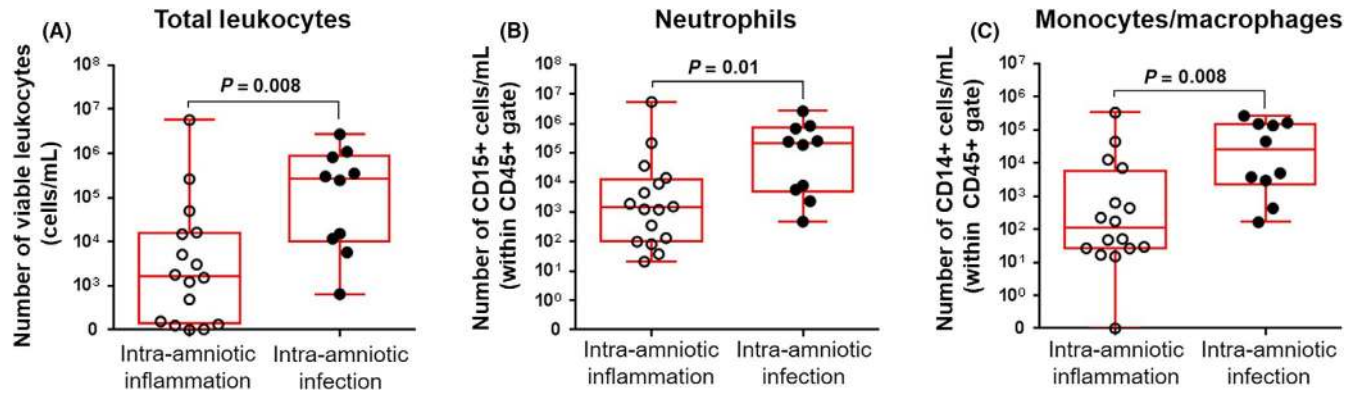 (A)
Total leukocytes
Number of viable leukocytes
(cells/mL)
10⁸
10⁷
10⁶
10⁵
10⁴
10³
0
P = 0.008
Intra-amniotic
inflammation
Intra-amniotic
infection
(B)
Neutrophils
Number of CD15+ cells/mL
(within CD45+ gate)
10⁸
10⁷
10⁶
10⁵
10⁴
10³
10²
10¹
10⁰
0
P = 0.01
Intra-amniotic
inflammation
Intra-amniotic
infection
(C)
Monocytes/macrophages
Number of CD14+ cells/mL
(within CD45+ gate)
10⁷
10⁶
10⁵
10⁴
10³
10²
10¹
10⁰
0
P = 0.008
Intra-amniotic
inflammation
Intra-amniotic
infection